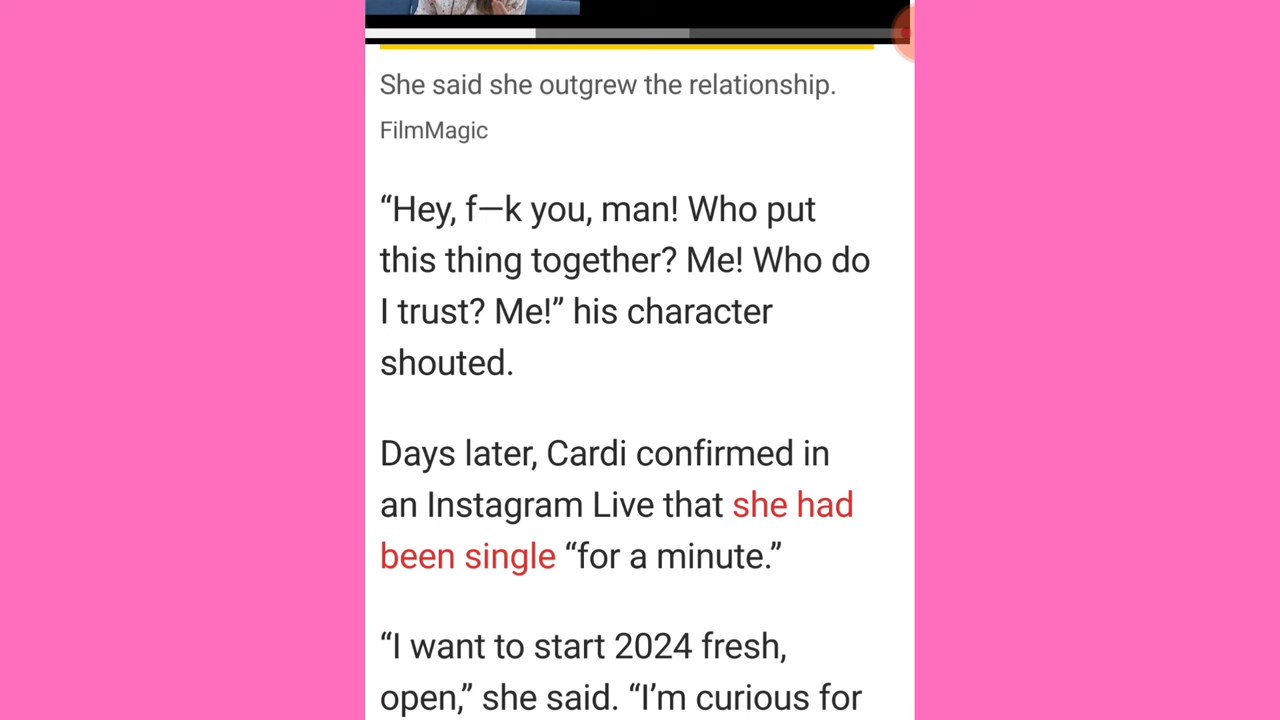 She said she outgrew the relationship.
FilmMagic
“Hey, f—k you, man! Who put
this thing together? Me! Who do
I trust? Me!” his character
shouted.
Days later, Cardi confirmed in
an Instagram Live that she had
been single “for a minute.”
“I want to start 2024 fresh,
open,” she said. “I’m curious for